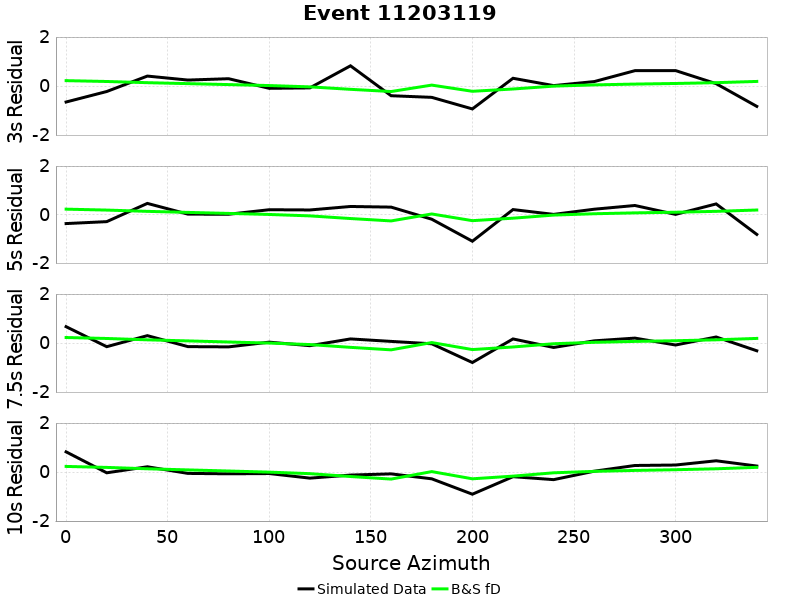 Event 11203119
2
0
-2
3s Residual
2
0
-2
5s Residual
2
0
-2
7.5s Residual
2
0
-2
10s Residual
0 50 100 150 200 250 300
Source Azimuth
Simulated Data B&S fD